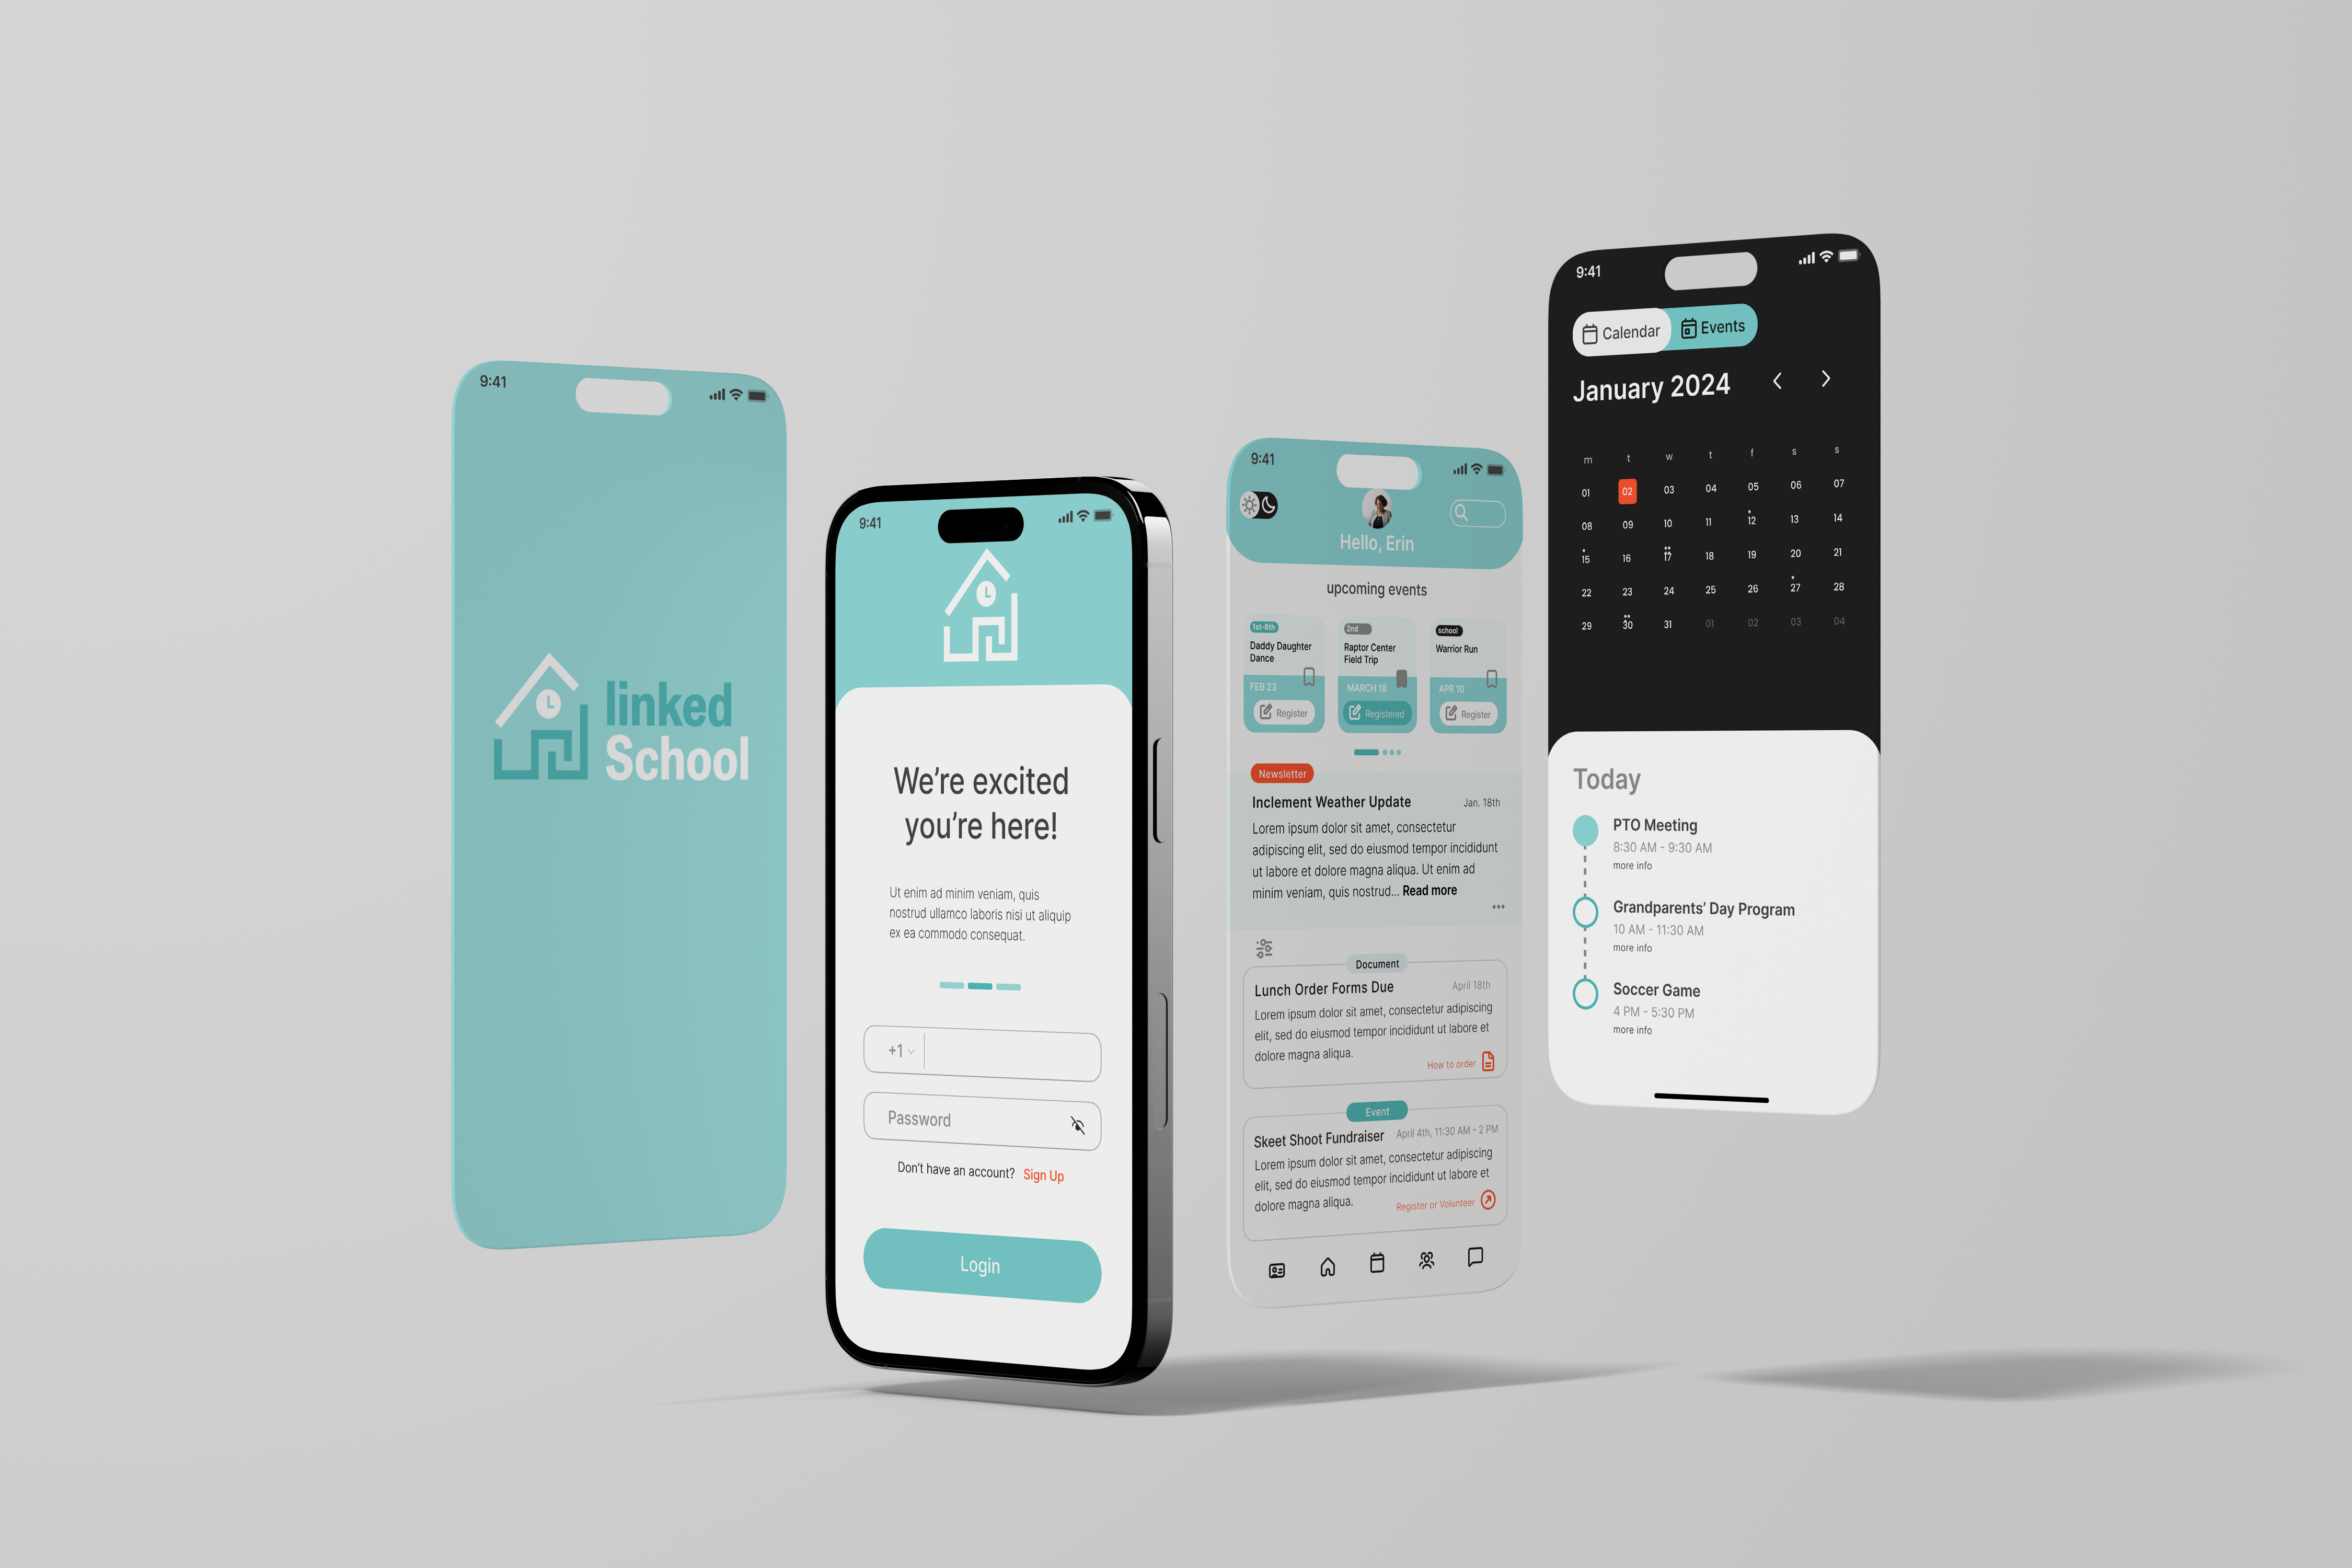 9:41
linked
School
9:41
We're excited
you're here!
Ut enim ad minim veniam, quis
nostrud ullamco laboris nisi ut aliquip
ex ea commodo consequat.
+1
Password
Don't have an account? Sign Up
Login
9:41
Hello, Erin
upcoming events
1st-6th
Daddy Daughter
Dance
FEB 23
Register
2nd
Raptor Center
Field Trip
MARCH 18
Registered
school
Warrior Run
APR 10
Register
Newsletter
Inclement Weather Update Jan. 18th
Lorem ipsum dolor sit amet, consectetur
adipiscing elit, sed do eiusmod tempor incididunt
ut labore et dolore magna aliqua. Ut enim ad
minim veniam, quis nostrud... Read more
Document
Lunch Order Forms Due April 18th
Lorem ipsum dolor sit amet, consectetur adipiscing
elit, sed do eiusmod tempor incididunt ut labore et
dolore magna aliqua.
How to order
Event
Skeet Shoot Fundraiser April 4th, 11:30 AM - 2 PM
Lorem ipsum dolor sit amet, consectetur adipiscing
elit, sed do eiusmod tempor incididunt ut labore et
dolore magna aliqua.
Register or Volunteer
9:41
Calendar Events
January 2024
m t w t f s s
01 02 03 04 05 06 07
08 09 10 11 12 13 14
15 16 17 18 19 20 21
22 23 24 25 26 27 28
29 30 31 01 02 03 04
Today
PTO Meeting
8:30 AM - 9:30 AM
more info
Grandparents' Day Program
10 AM - 11:30 AM
more info
Soccer Game
4 PM - 5:30 PM
more info